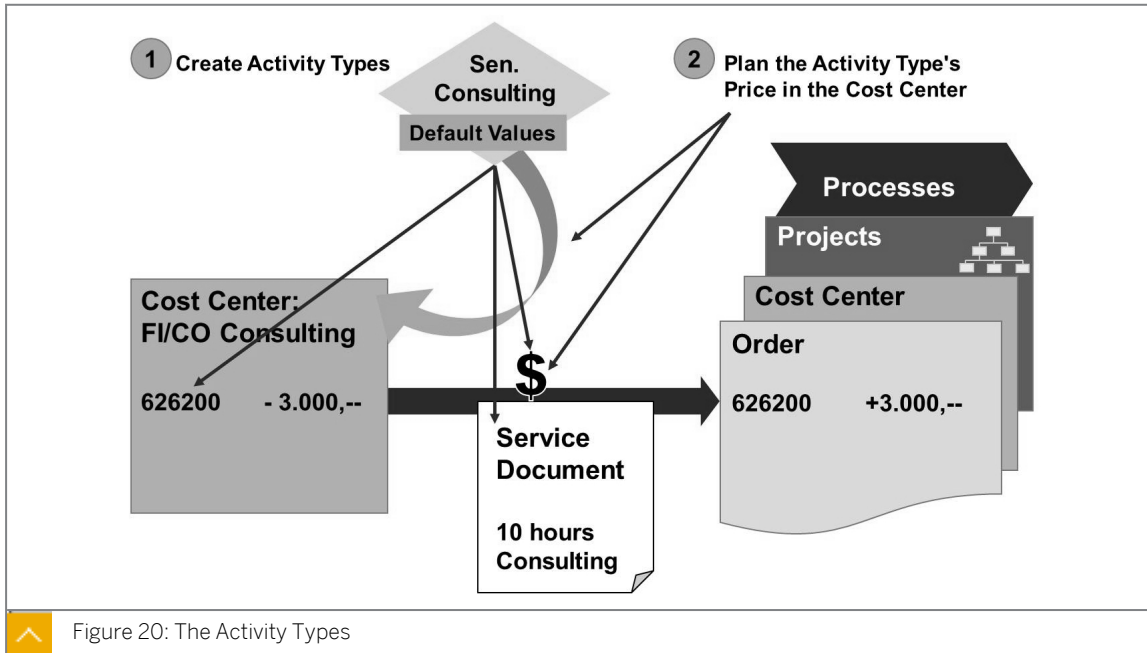 1 Create Activity Types
Sen.
Consulting
Default Values
2 Plan the Activity Type's
Price in the Cost Center
Processes
Projects
Cost Center
Order
626200 +3.000,--
Cost Center:
FI/CO Consulting
626200 - 3.000,--
$
Service
Document
10 hours
Consulting
Figure 20: The Activity Types